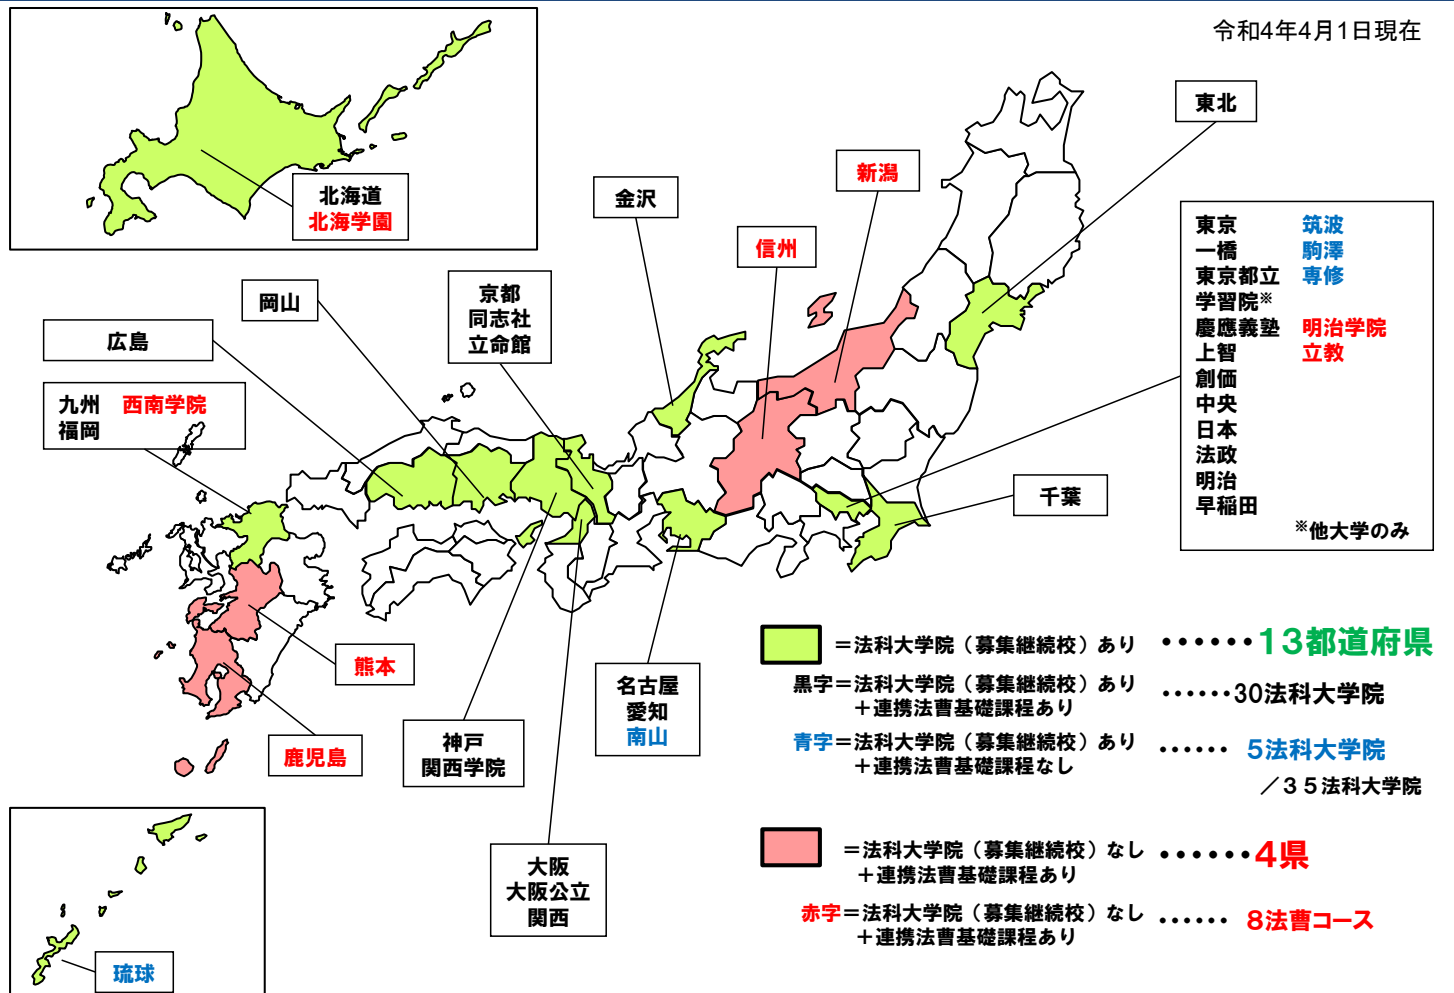 令和4年4月1日現在
東北
新潟
金沢
信州
北海道
北海学園
岡山
京都
同志社
立命館
広島
九州 西南学院
福岡
東京 筑波
一橋 駒澤
東京都立 専修
学習院※
慶應義塾 明治学院
上智 立教
創価
中央
日本
法政
明治
早稲田
※他大学のみ
千葉
熊本
鹿児島
神戸
関西学院
名古屋
愛知
南山
大阪
大阪公立
関西
琉球
=法科大学院（募集継続校）あり ・・・・・・13都道府県
黒字=法科大学院（募集継続校）あり ・・・・・・30法科大学院
+連携法曹基礎課程あり
青字=法科大学院（募集継続校）あり ・・・・・・ 5法科大学院
+連携法曹基礎課程なし
／３５法科大学院
=法科大学院（募集継続校）なし ・・・・・・4県
+連携法曹基礎課程あり
赤字=法科大学院（募集継続校）なし ・・・・・・ 8法曹コース
+連携法曹基礎課程あり